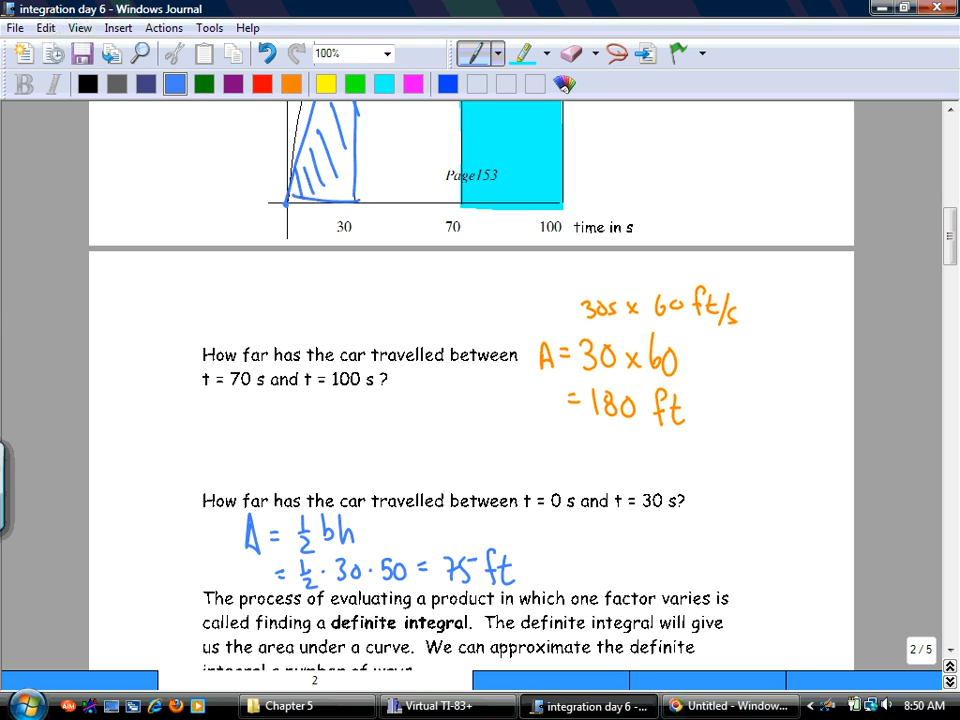 integration day 6 - Windows Journal
File Edit View Insert Actions Tools Help
100%
B I
Page153
30 70 100 time in s
30s x 60 ft/s
How far has the car travelled between
t = 70 s and t = 100 s ?
A = 30 x 60
= 180 ft
How far has the car travelled between t = 0 s and t = 30 s?
A = 1/2 bh
= 1/2 · 30 · 50 = 75 ft
The process of evaluating a product in which one factor varies is
called finding a definite integral. The definite integral will give
us the area under a curve. We can approximate the definite
integral a number of ways
2 / 5
2
Chapter 5 Virtual TI-83+ integration day 6 -... Untitled - Window... 8:50 AM